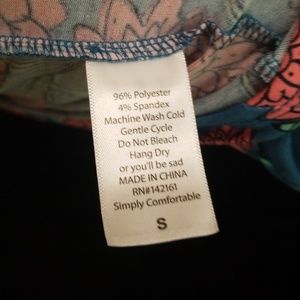 96% Polyester
4% Spandex
Machine Wash Cold
Gentle Cycle
Do Not Bleach
Hang Dry
or you'll be sad
MADE IN CHINA
RN#142161
Simply Comfortable
S